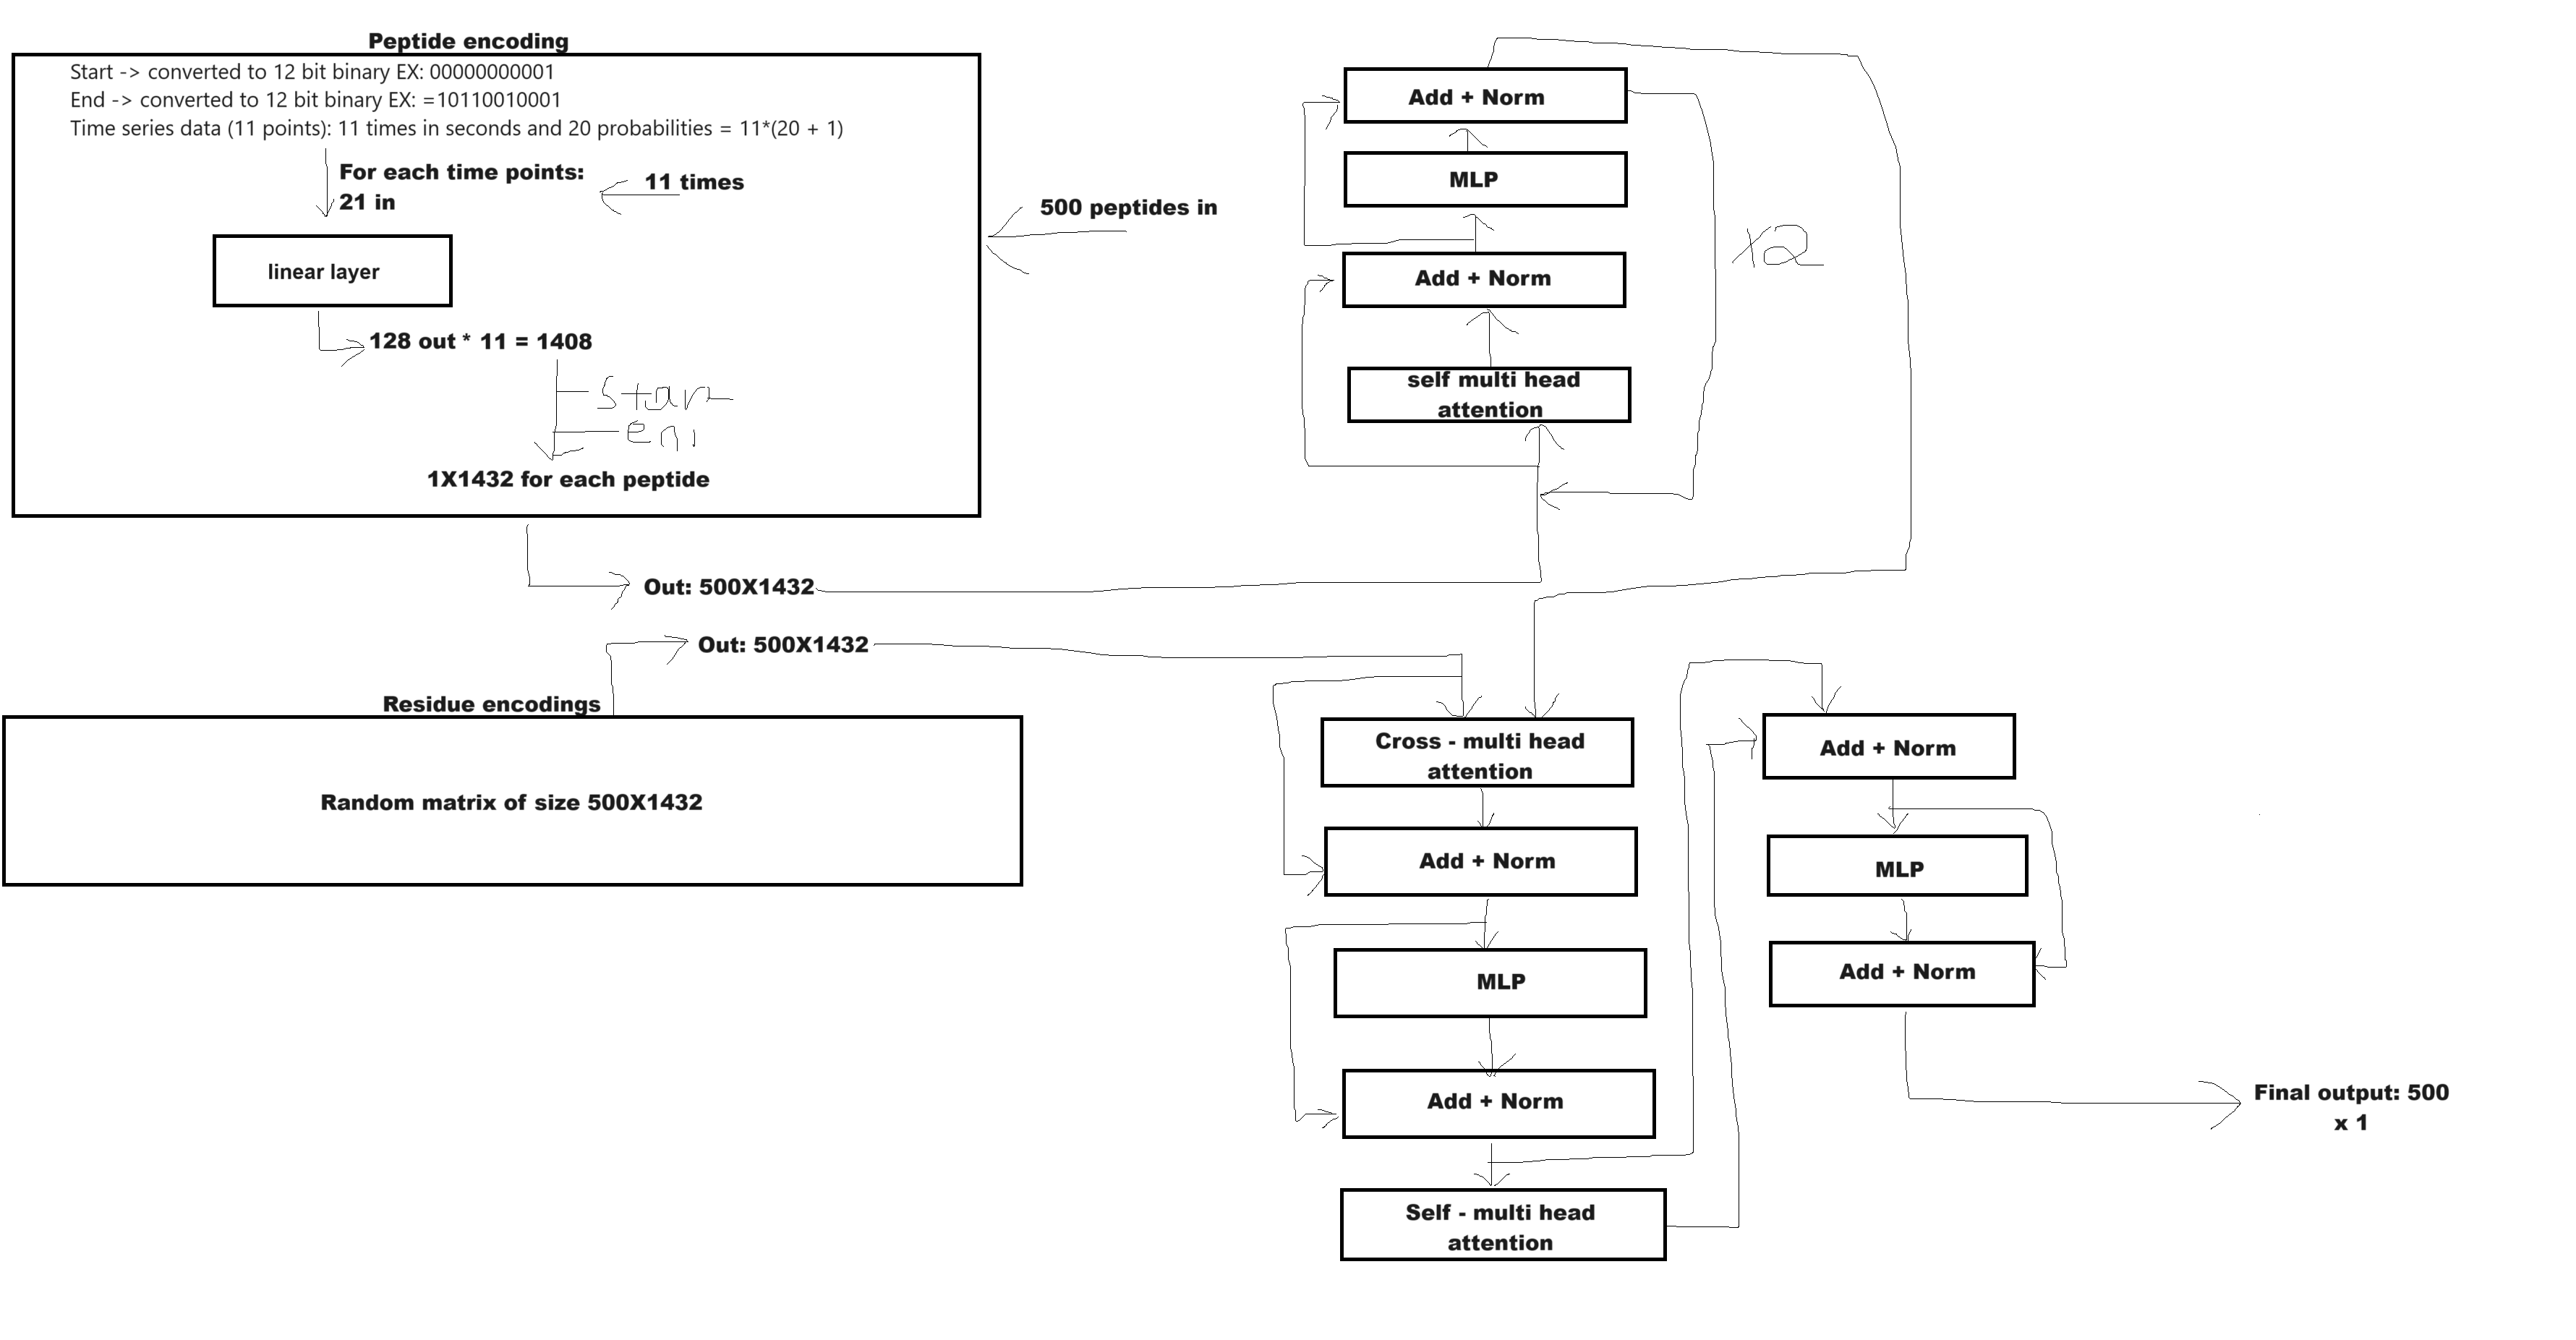 Peptide encoding
Start -> converted to 12 bit binary EX: 00000000001
End -> converted to 12 bit binary EX: =10110010001
Time series data (11 points): 11 times in seconds and 20 probabilities = 11*(20 + 1)
For each time points:
21 in
11 times
linear layer
128 out * 11 = 1408
Start
1X1432 for each peptide
500 peptides in
Out: 500X1432
Out: 500X1432
Residue encodings
Random matrix of size 500X1432
Add + Norm
MLP
Add + Norm
self multi head
attention
x2
Cross - multi head
attention
Add + Norm
MLP
Add + Norm
Self - multi head
attention
Add + Norm
MLP
Add + Norm
Final output: 500
x 1